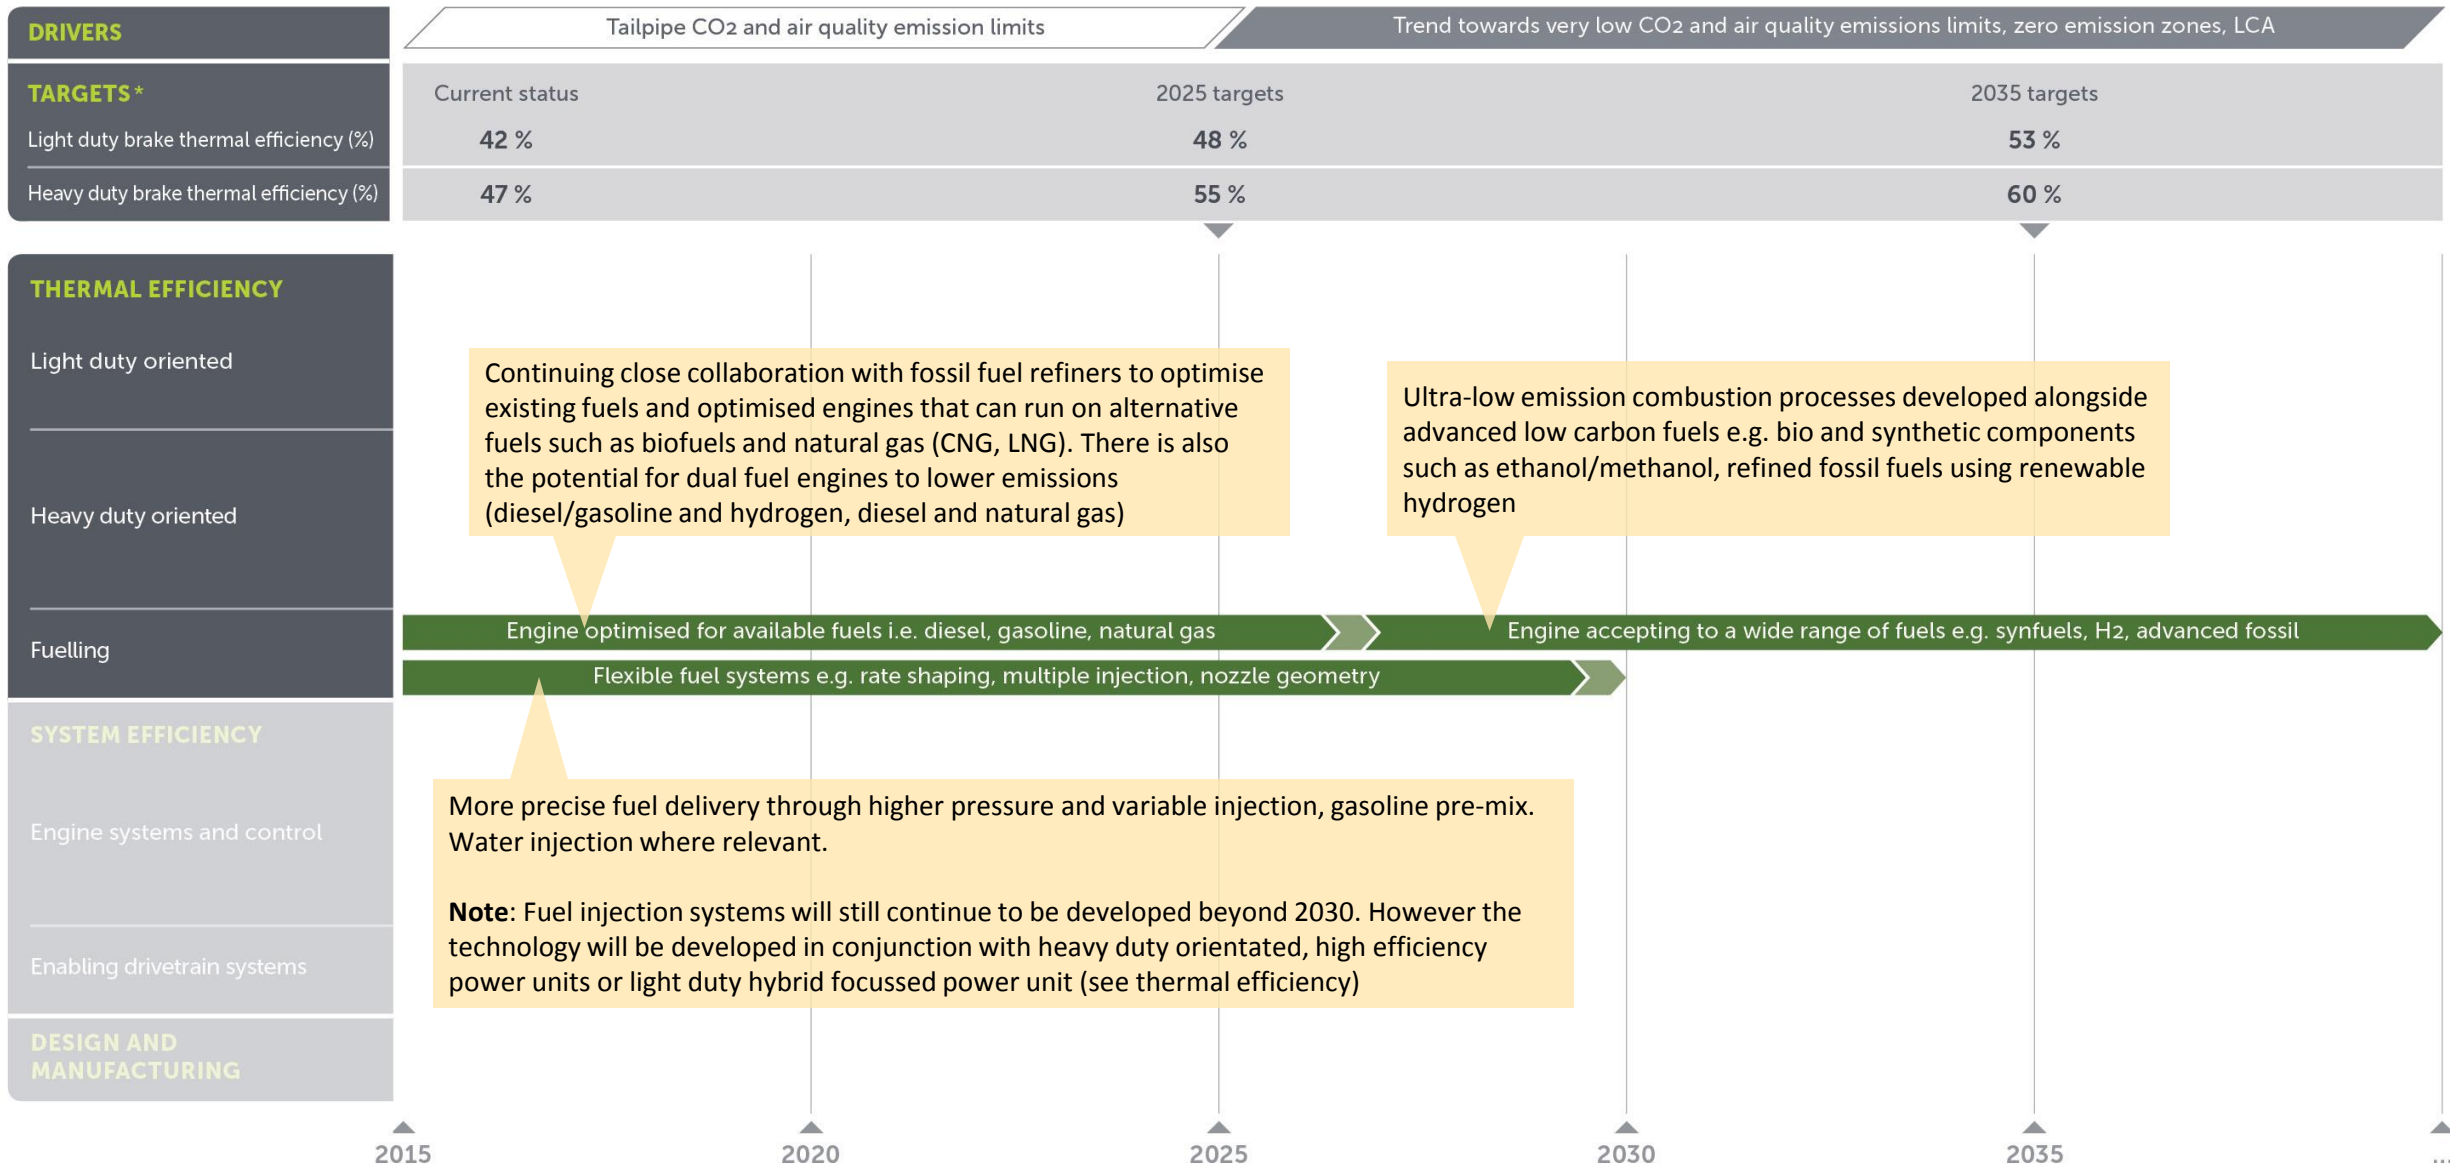 DRIVERS
Tailpipe CO2 and air quality emission limits
Trend towards very low CO2 and air quality emissions limits, zero emission zones, LCA
TARGETS*
Current status
2025 targets
2035 targets
Light duty brake thermal efficiency (%)
42 %
48 %
53 %
Heavy duty brake thermal efficiency (%)
47 %
55 %
60 %
THERMAL EFFICIENCY
Light duty oriented
Continuing close collaboration with fossil fuel refiners to optimise
existing fuels and optimised engines that can run on alternative
fuels such as biofuels and natural gas (CNG, LNG). There is also
the potential for dual fuel engines to lower emissions
(diesel/gasoline and hydrogen, diesel and natural gas)
Ultra-low emission combustion processes developed alongside
advanced low carbon fuels e.g. bio and synthetic components
such as ethanol/methanol, refined fossil fuels using renewable
hydrogen
Heavy duty oriented
Fuelling
Engine optimised for available fuels i.e. diesel, gasoline, natural gas
Engine accepting to a wide range of fuels e.g. synfuels, H2, advanced fossil
Flexible fuel systems e.g. rate shaping, multiple injection, nozzle geometry
SYSTEM EFFICIENCY
Engine systems and control
More precise fuel delivery through higher pressure and variable injection, gasoline pre-mix.
Water injection where relevant.
Note: Fuel injection systems will still continue to be developed beyond 2030. However the
technology will be developed in conjunction with heavy duty orientated, high efficiency
power units or light duty hybrid focussed power unit (see thermal efficiency)
Enabling drivetrain systems
DESIGN AND
MANUFACTURING
2015
2020
2025
2030
2035
...